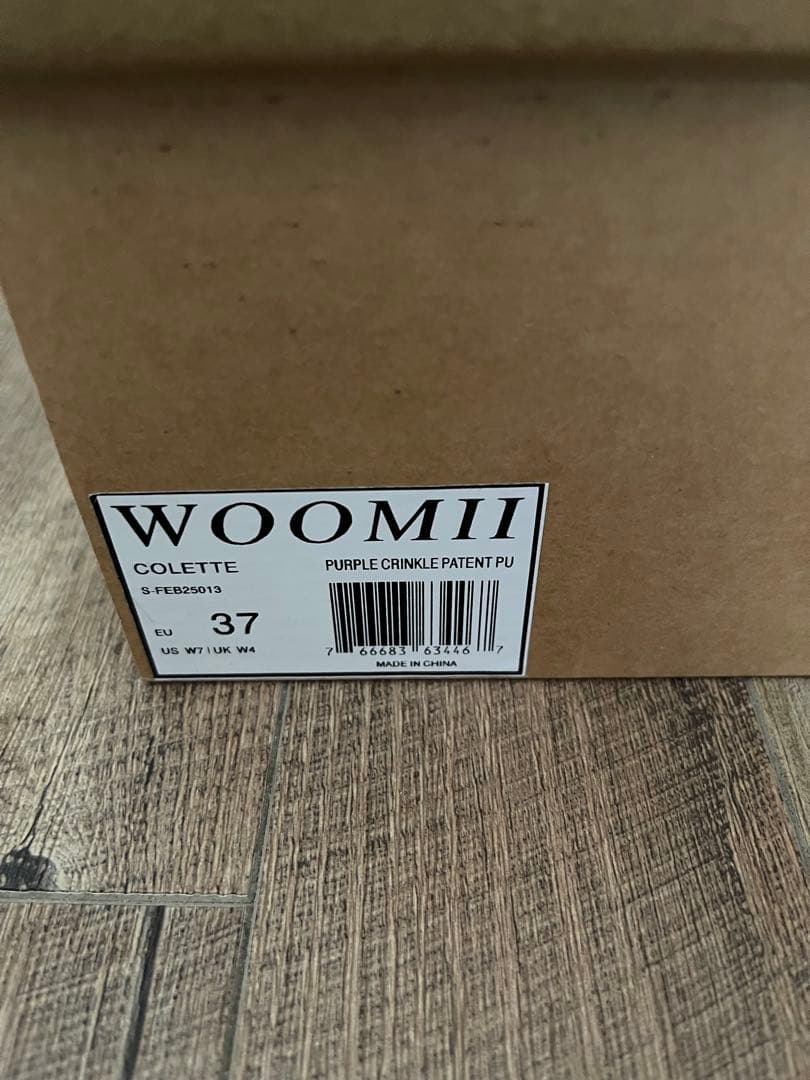 WOOMII
COLETTE PURPLE CRINKLE PATENT PU
S-FEB25013
EU 37
US W7 | UK W4
7 66683 63446 7
MADE IN CHINA